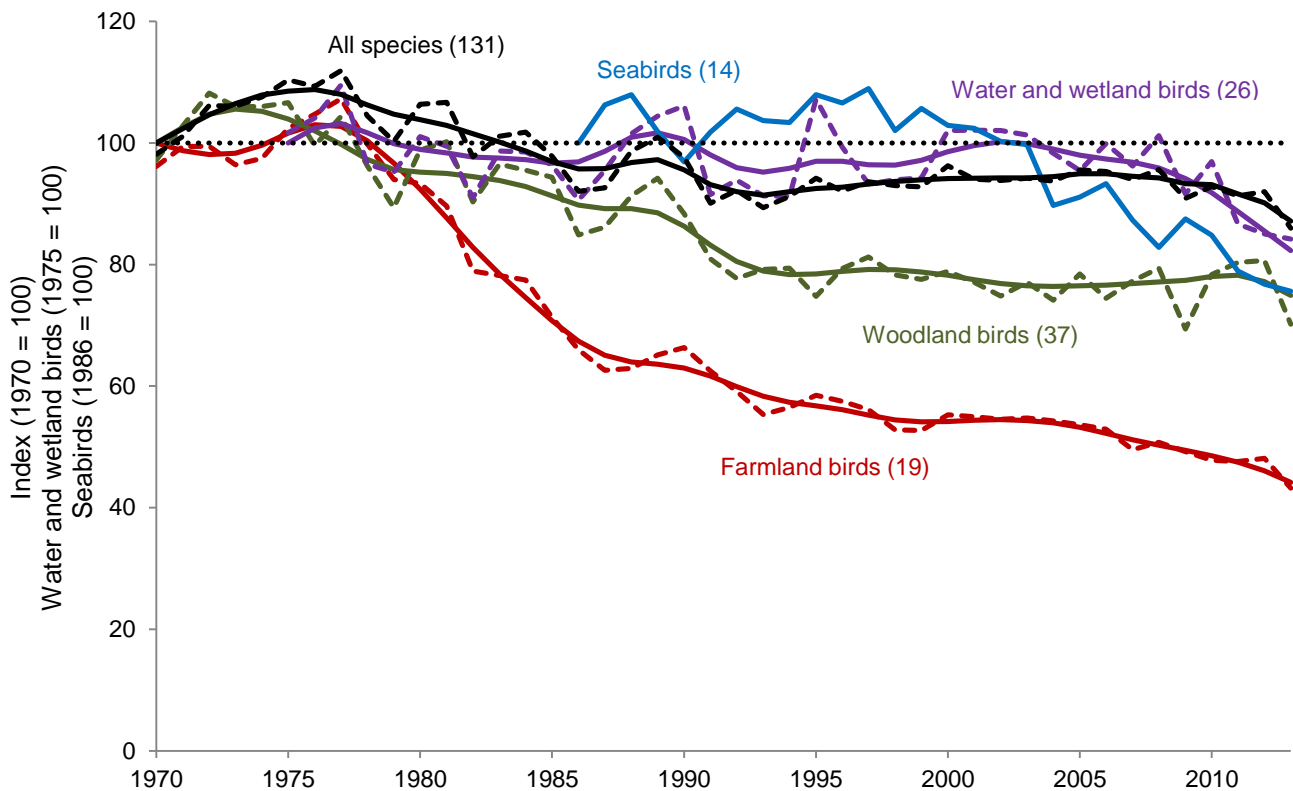 Index (1970 = 100)
Water and wetland birds (1975 = 100)
Seabirds (1986 = 100)
120
100
80
60
40
20
0
All species (131)
Seabirds (14)
Water and wetland birds (26)
Woodland birds (37)
Farmland birds (19)
1970 1975 1980 1985 1990 1995 2000 2005 2010